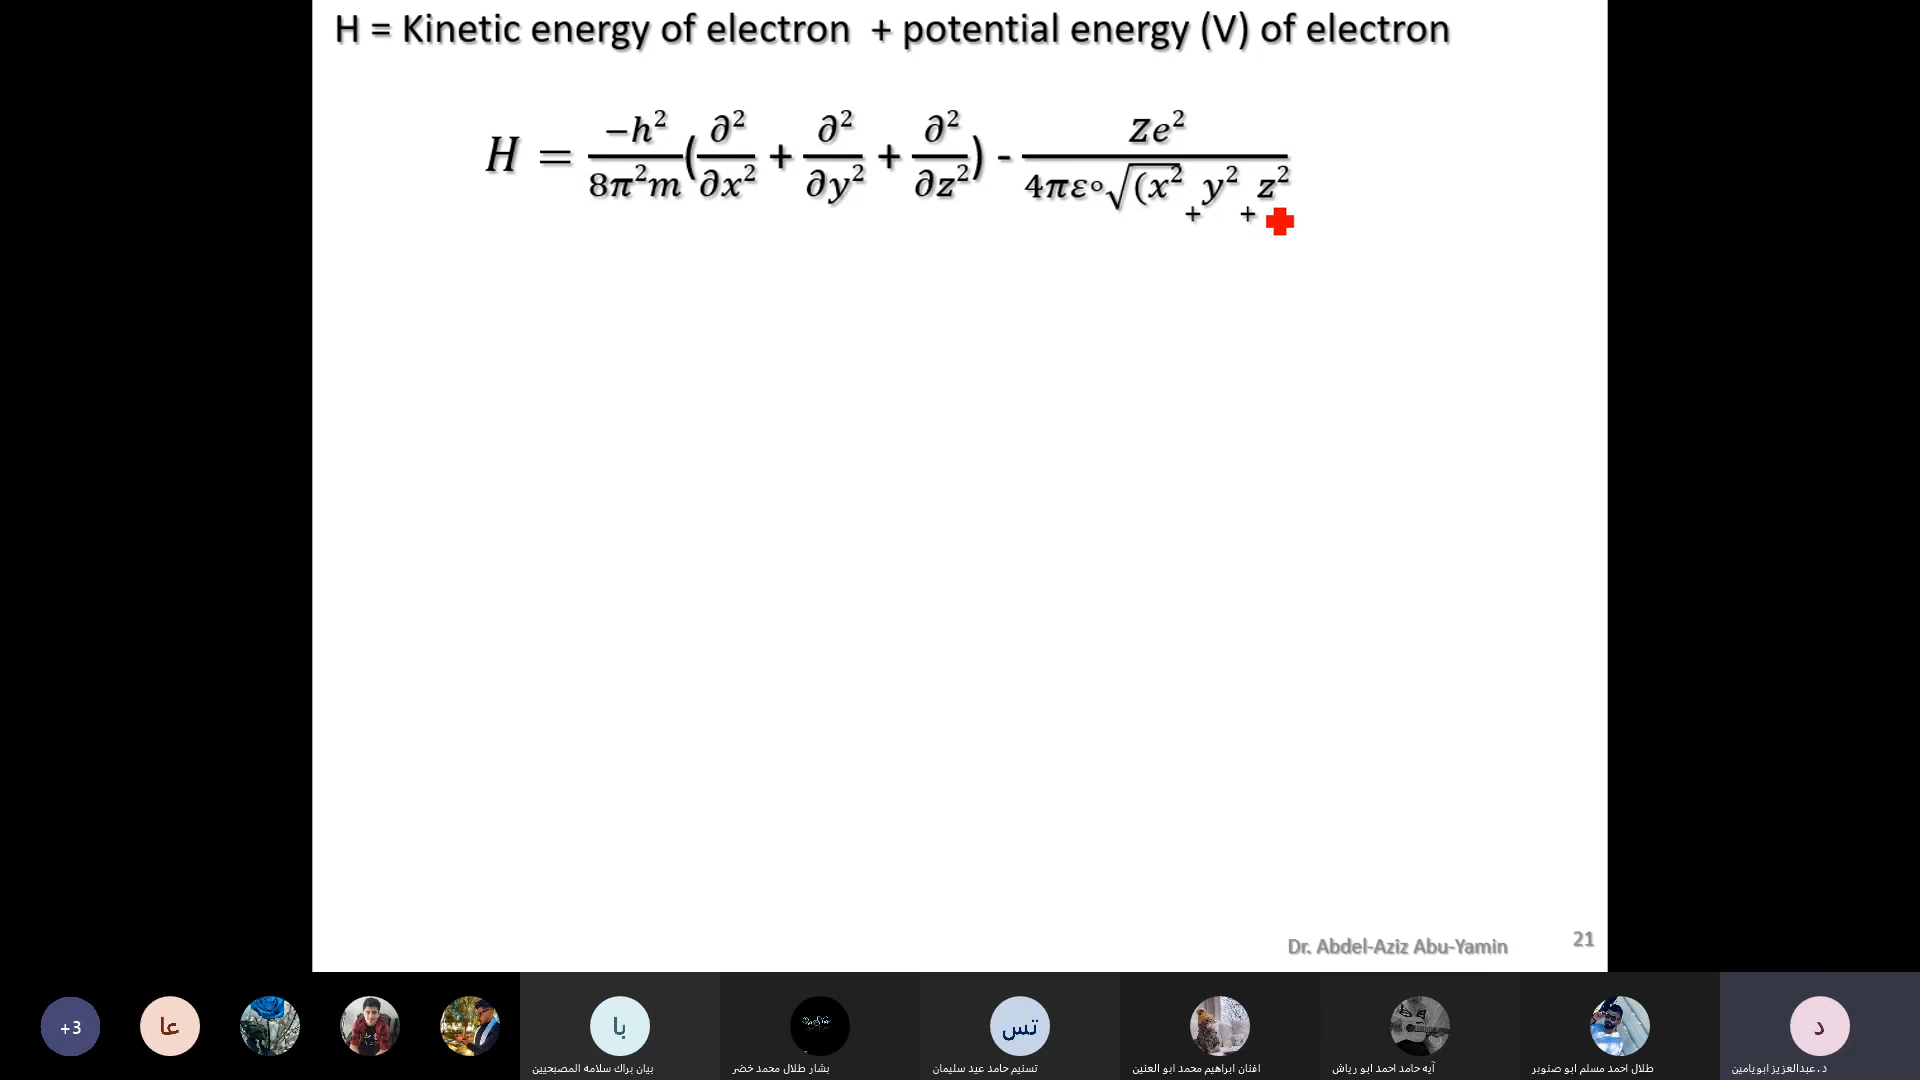 H = Kinetic energy of electron + potential energy (V) of electron
H = −h²/8π²m (∂²/∂x² + ∂²/∂y² + ∂²/∂z²) - Ze²/4πε∘√(x² + y² + z²
Dr. Abdel-Aziz Abu-Yamin
21
+3
عا
با
تس
د
بيان براك سلامه المصبحيين
بشار طلال محمد خضر
تسنيم حامد عيد سليمان
افنان ابراهيم محمد ابو العنين
آيه حامد احمد ابو رياش
طلال احمد مسلم ابو صنوبر
د.عبدالعزيز ابويامين